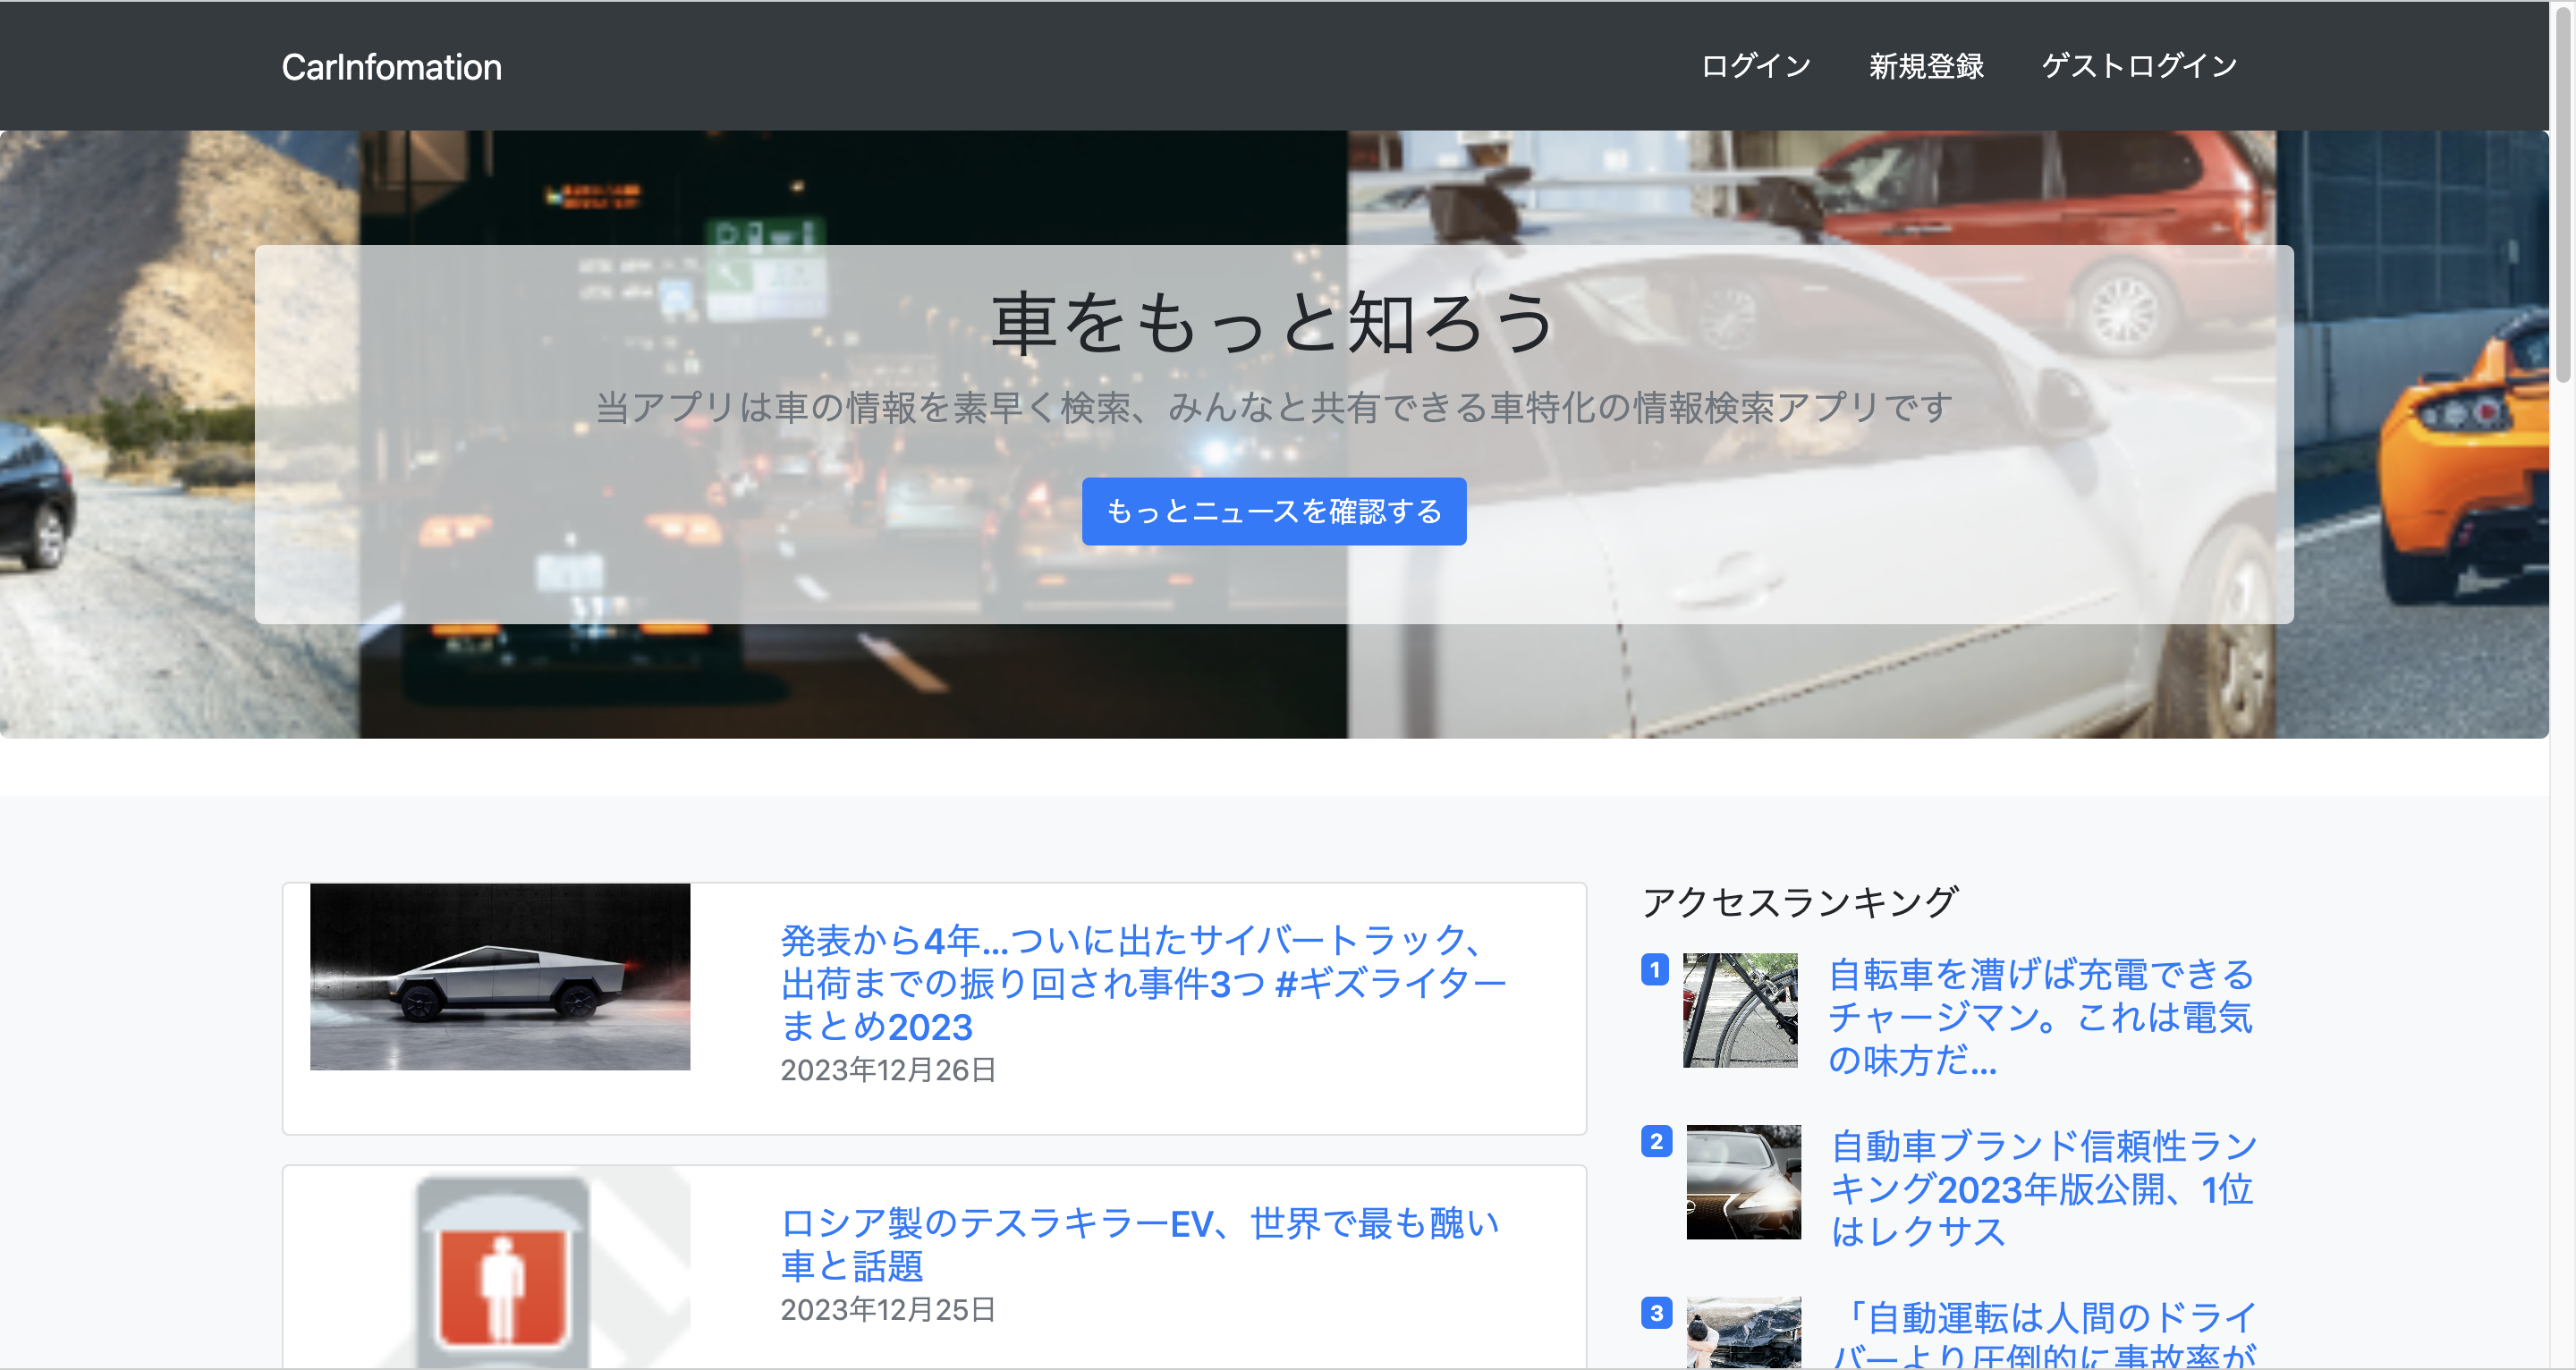 CarInfomation
ログイン 新規登録 ゲストログイン
車をもっと知ろう
当アプリは車の情報を素早く検索、みんなと共有できる車特化の情報検索アプリです
もっとニュースを確認する
発表から4年...ついに出たサイバートラック、
出荷までの振り回され事件3つ #ギズライター
まとめ2023
2023年12月26日
ロシア製のテスラキラーEV、世界で最も醜い
車と話題
2023年12月25日
アクセスランキング
1
自転車を漕げば充電できる
チャージマン。これは電気
の味方だ...
2
自動車ブランド信頼性ラン
キング2023年版公開、1位
はレクサス
3
「自動運転は人間のドライ
バーより圧倒的に事故率が